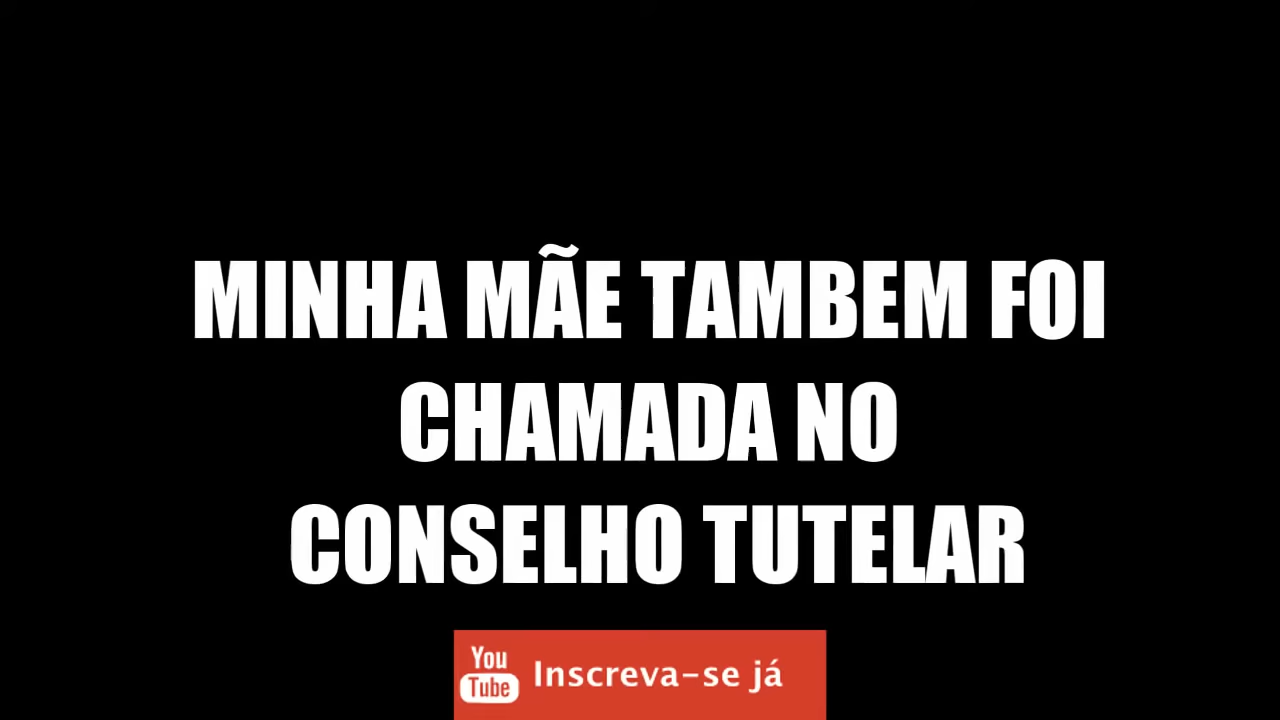 MINHA MÃE TAMBEM FOI
CHAMADA NO
CONSELHO TUTELAR
You
Tube
Inscreva-se já